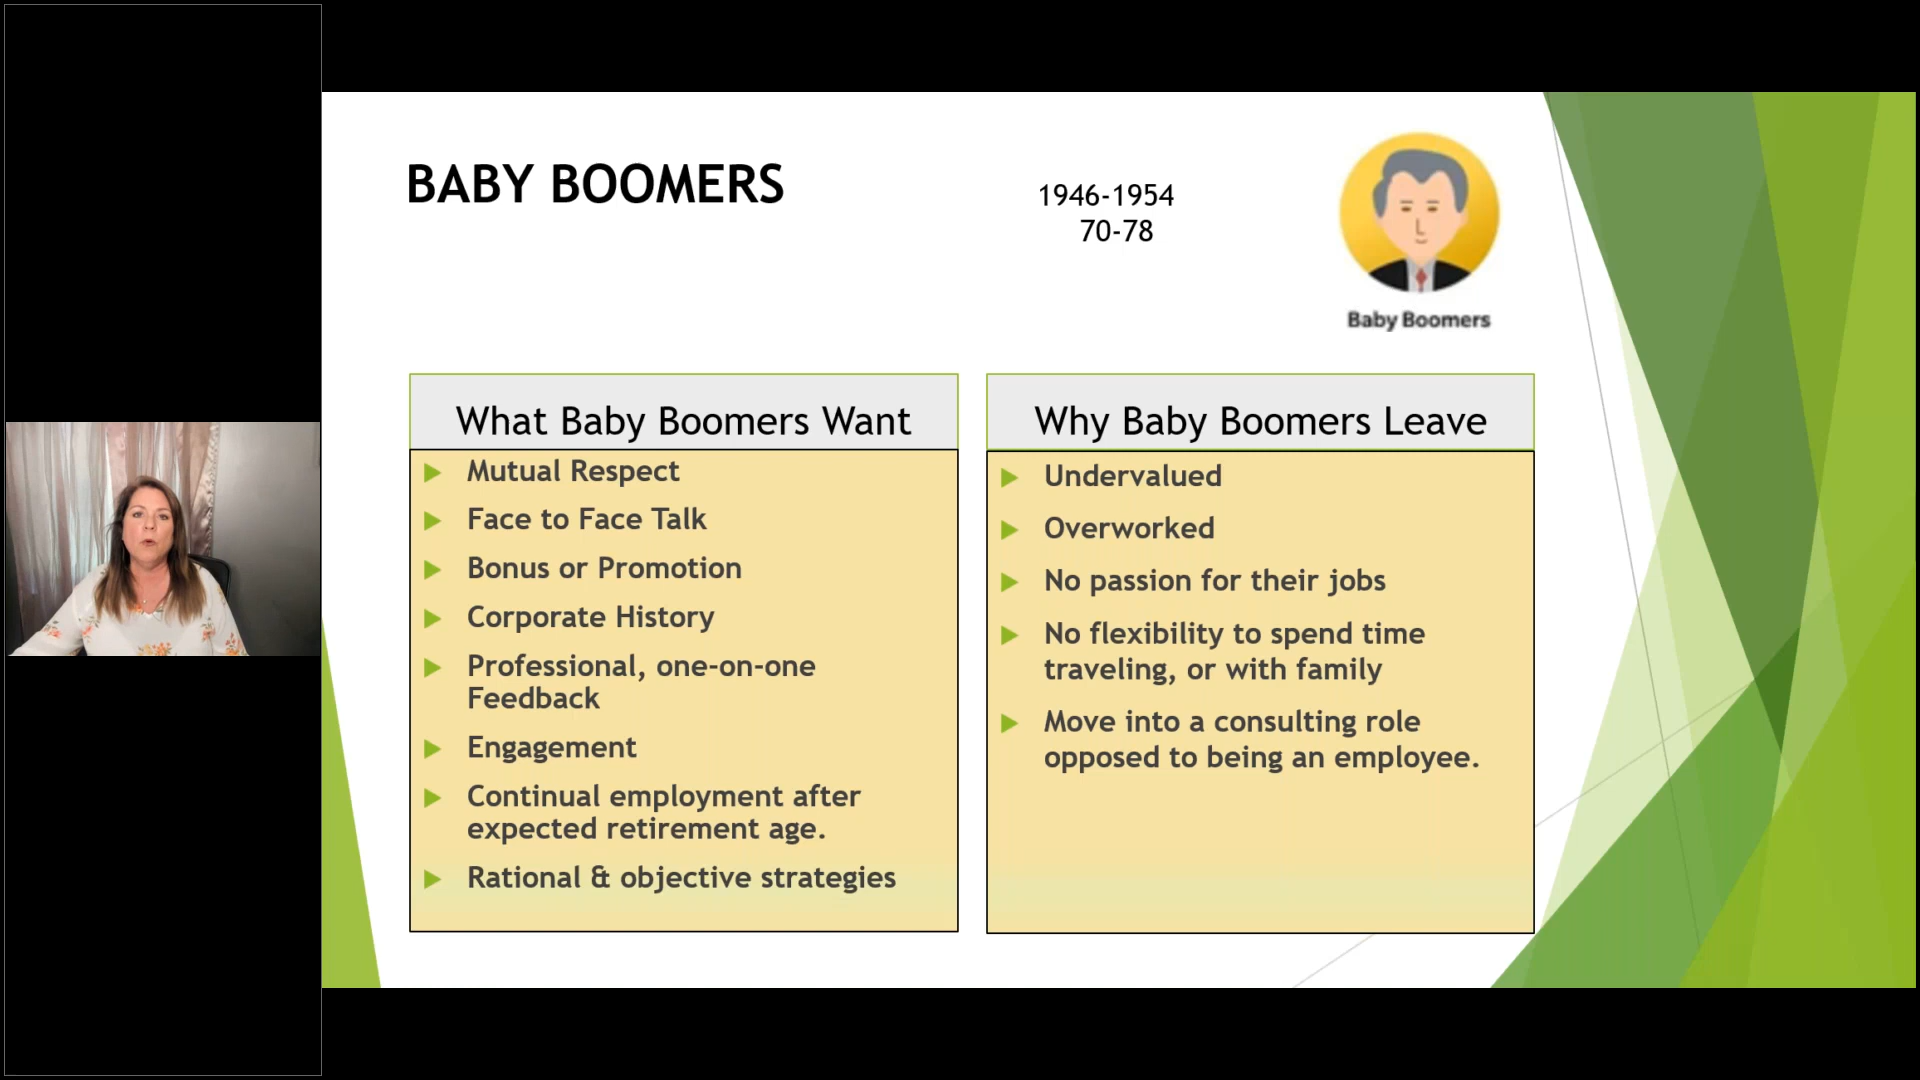 BABY BOOMERS
1946-1954
70-78
Baby Boomers
What Baby Boomers Want
Mutual Respect
Face to Face Talk
Bonus or Promotion
Corporate History
Professional, one-on-one
Feedback
Engagement
Continual employment after
expected retirement age.
Rational & objective strategies
Why Baby Boomers Leave
Undervalued
Overworked
No passion for their jobs
No flexibility to spend time
traveling, or with family
Move into a consulting role
opposed to being an employee.